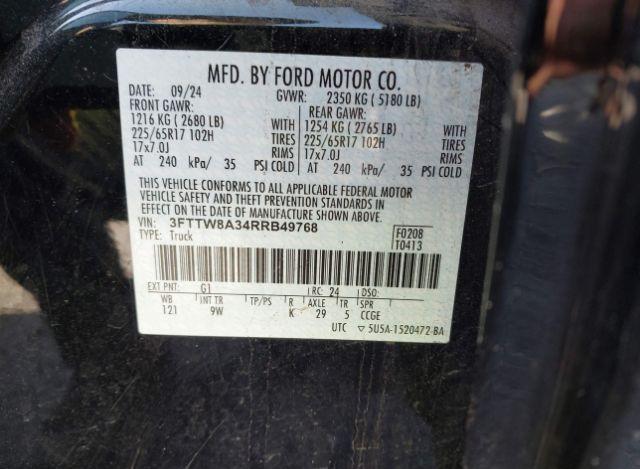 MFD. BY FORD MOTOR CO.
DATE: 09/24 GVWR: 2350 KG ( 5180 LB)
FRONT GAWR: REAR GAWR:
1216 KG ( 2680 LB) 1254 KG ( 2765 LB)
225/65R17 102H TIRES 225/65R17 102H TIRES
17x7.0J RIMS 17x7.0J RIMS
AT 240 kPa/ 35 PSI COLD AT 240 kPa/ 35 PSI COLD
THIS VEHICLE CONFORMS TO ALL APPLICABLE FEDERAL MOTOR
VEHICLE SAFETY AND THEFT PREVENTION STANDARDS IN
EFFECT ON THE DATE OF MANUFACTURE SHOWN ABOVE.
VIN: 3FTTW8A34RRB49768 F0208
TYPE: Truck T0413
EXT PNT: G1 RC: 24 DSO:
WB INT TR TP/PS R AXLE TR SPR
121 9W K 29 5 CCGE
UTC ▽ 5U5A-1520472-BA